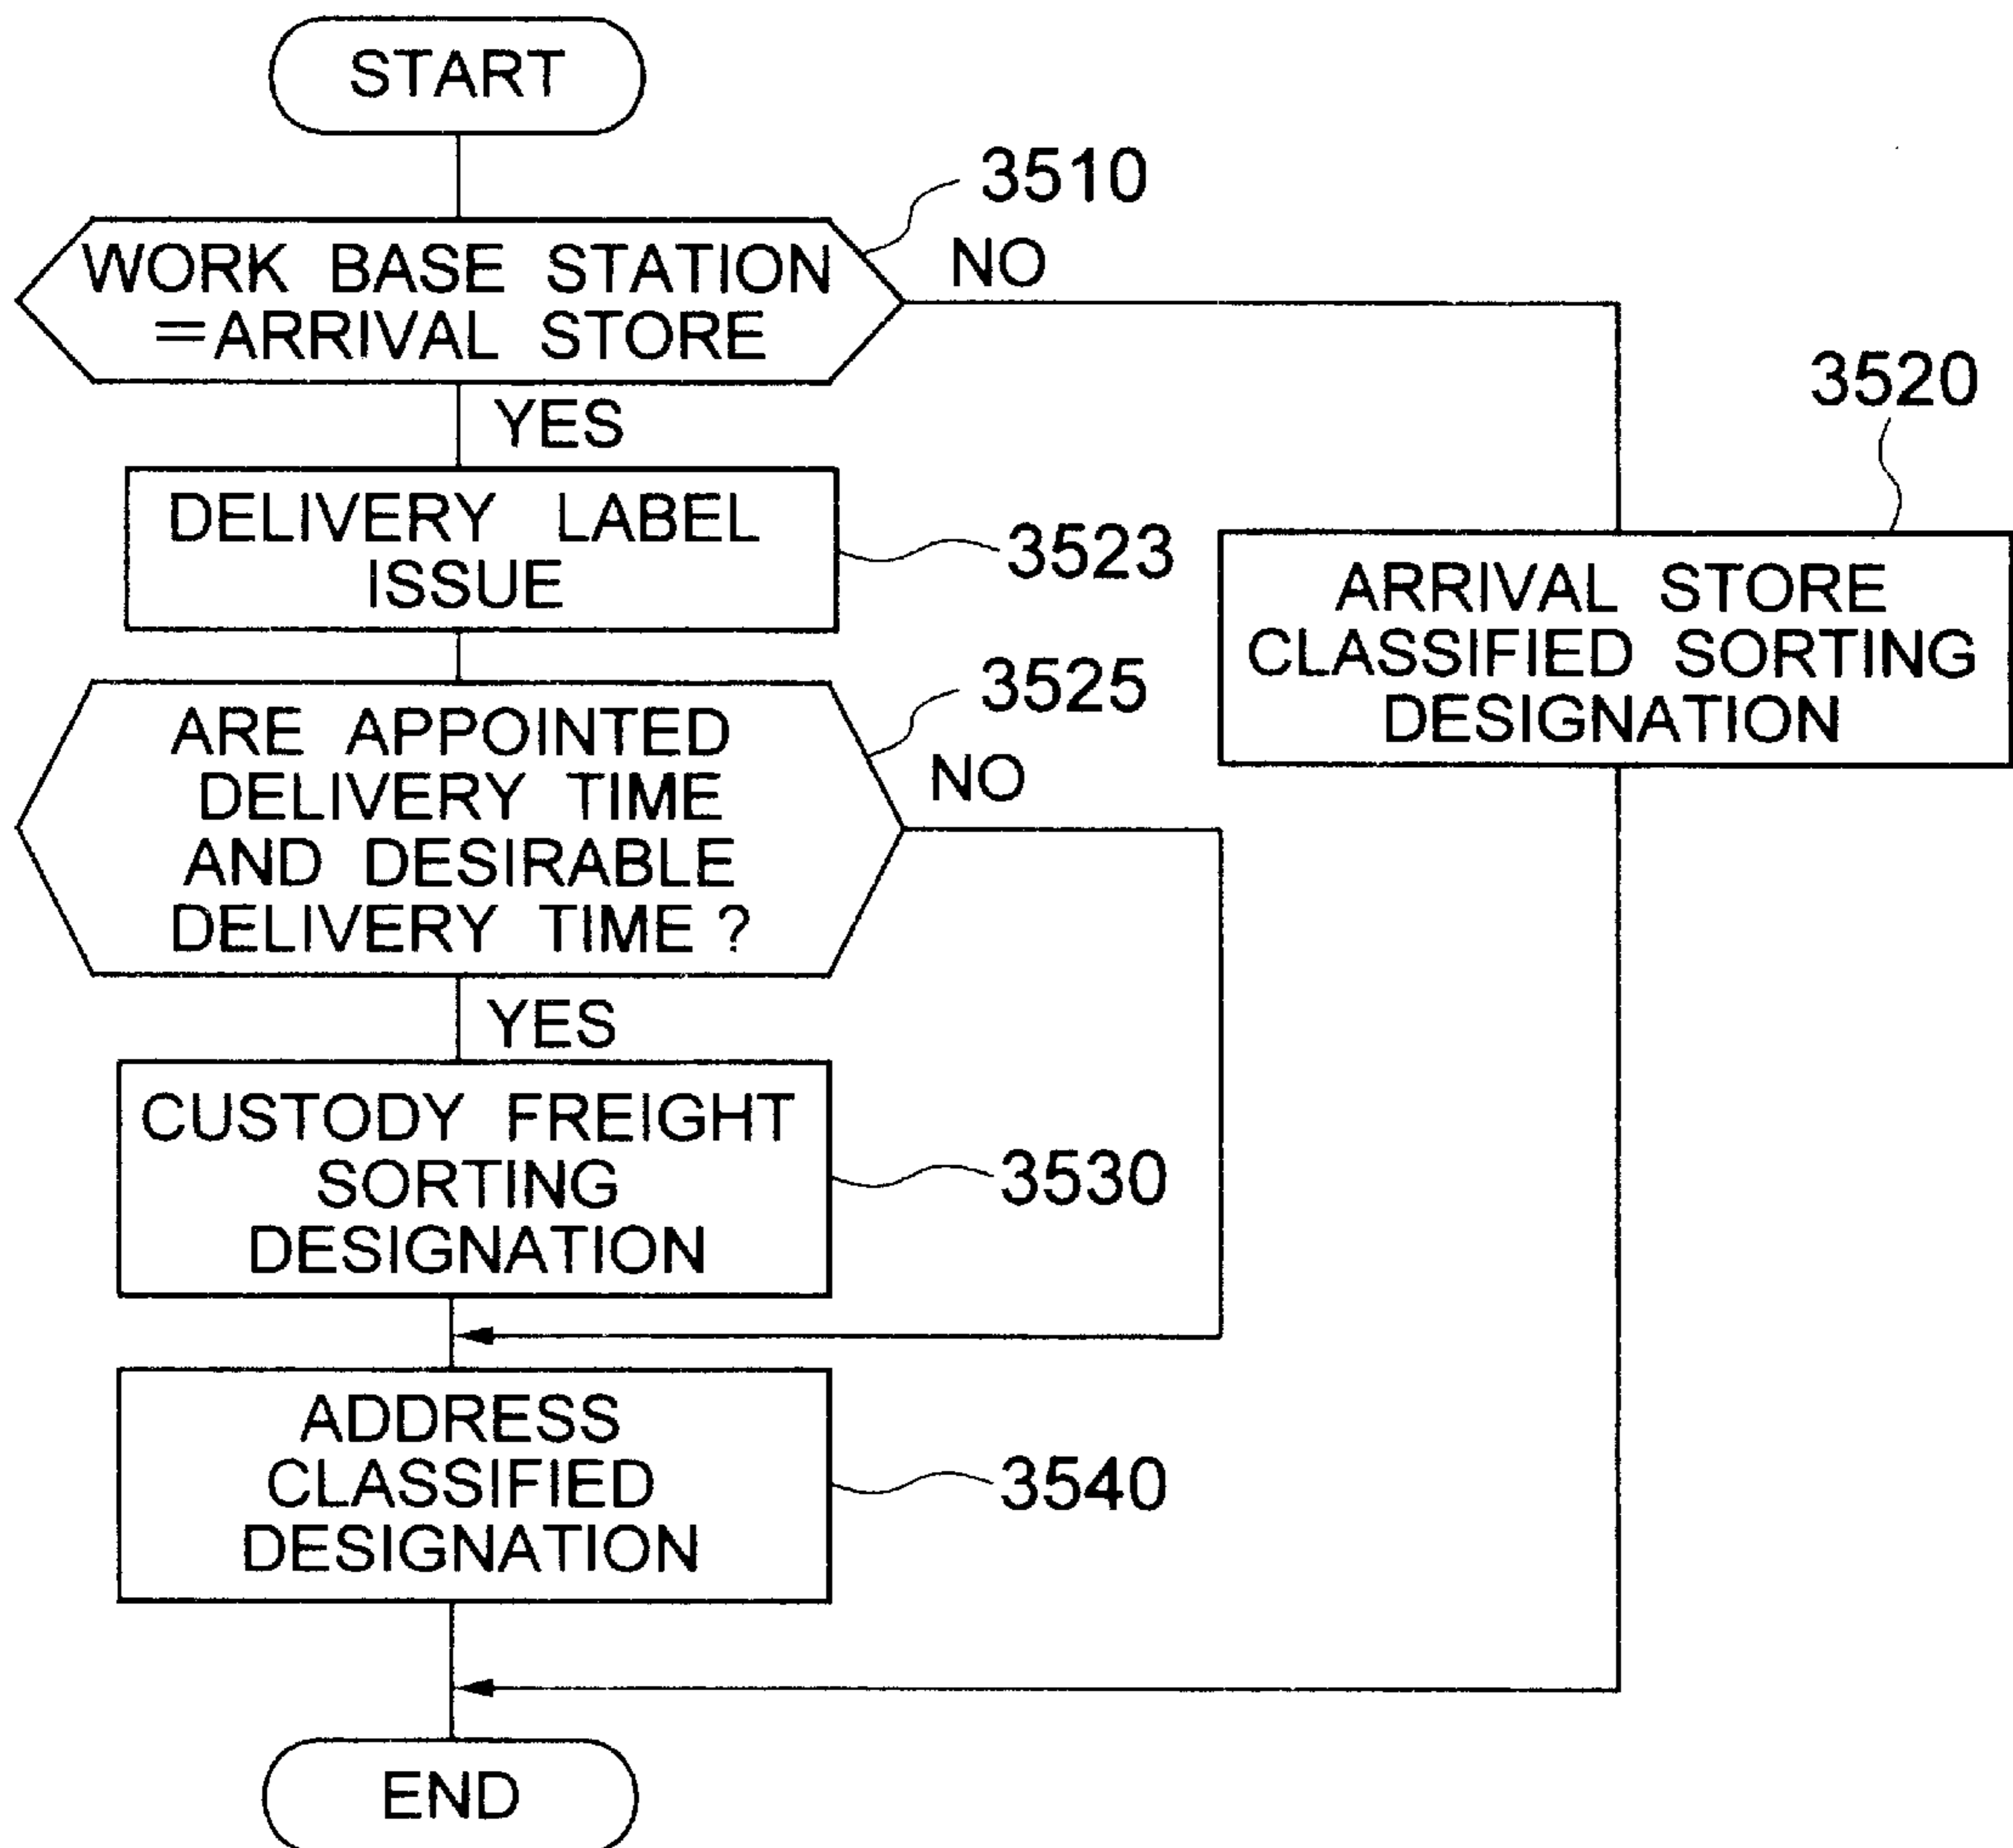 START
3510
WORK BASE STATION
=ARRIVAL STORE
NO
YES
3520
DELIVERY LABEL
ISSUE
3523
ARRIVAL STORE
CLASSIFIED SORTING
DESIGNATION
3525
ARE APPOINTED
DELIVERY TIME
AND DESIRABLE
DELIVERY TIME ?
NO
YES
CUSTODY FREIGHT
SORTING
DESIGNATION
3530
ADDRESS
CLASSIFIED
DESIGNATION
3540
END